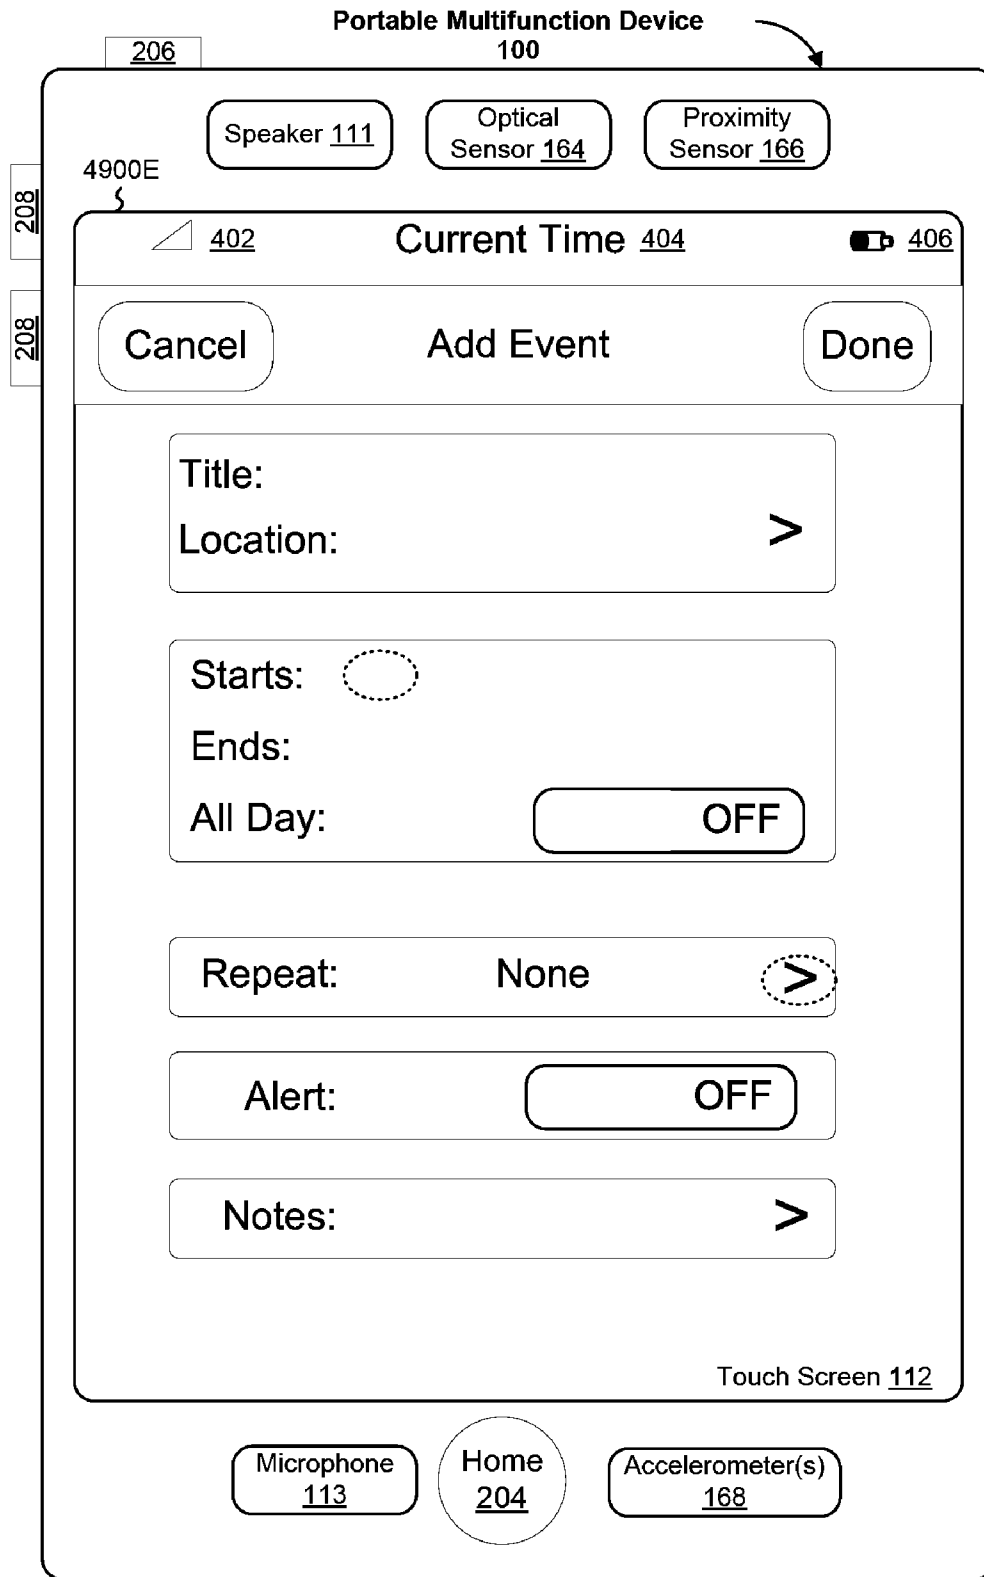 Portable Multifunction Device
100
206
Speaker 111
Optical
Sensor 164
Proximity
Sensor 166
4900E
208
402
Current Time 404
406
208
Cancel
Add Event
Done
Title:
Location:
>
Starts:
Ends:
All Day:
OFF
Repeat:
None
>
Alert:
OFF
Notes:
>
Touch Screen 112
Microphone
113
Home
204
Accelerometer(s)
168